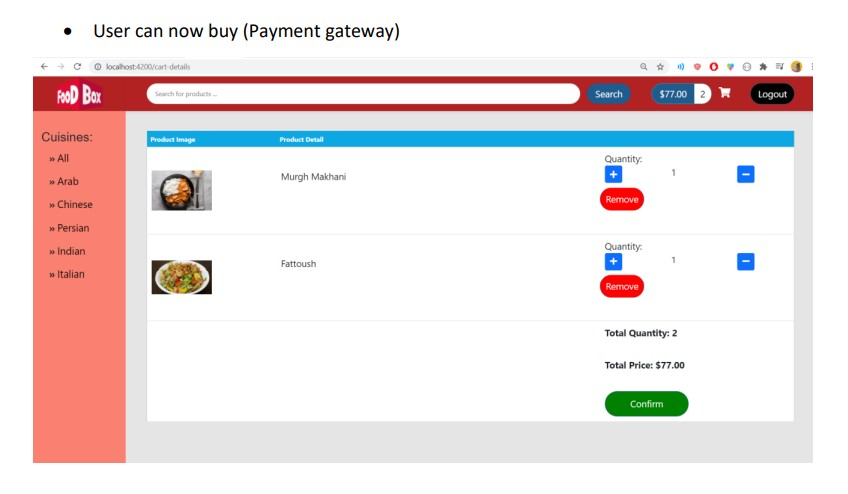 • User can now buy (Payment gateway)
localhost:4200/cart-details
FooD Box
Search for products ...
Search
$77.00 2
Logout
Cuisines:
» All
» Arab
» Chinese
» Persian
» Indian
» Italian
Product Image Product Detail
Murgh Makhani
Quantity:
+ 1 −
Remove
Fattoush
Quantity:
+ 1 −
Remove
Total Quantity: 2
Total Price: $77.00
Confirm